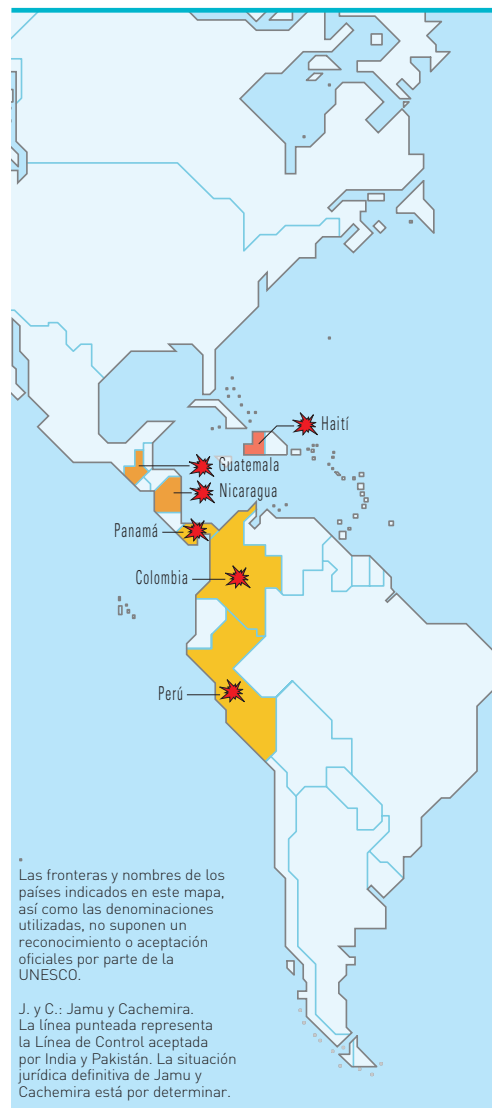 Haití
Guatemala
Nicaragua
Panamá
Colombia
Perú
Las fronteras y nombres de los
países indicados en este mapa,
así como las denominaciones
utilizadas, no suponen un
reconocimiento o aceptación
oficiales por parte de la
UNESCO.
J. y C.: Jamu y Cachemira.
La línea punteada representa
la Línea de Control aceptada
por India y Pakistán. La situación
jurídica definitiva de Jamu y
Cachemira está por determinar.